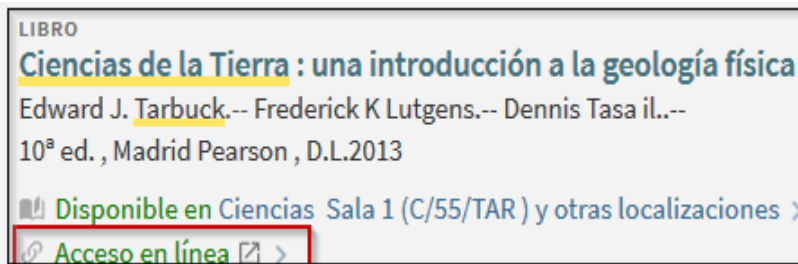 LIBRO
Ciencias de la Tierra : una introducción a la geología física
Edward J. Tarbuck.-- Frederick K Lutgens.-- Dennis Tasa il..--
10ª ed. , Madrid Pearson , D.L.2013
Disponible en Ciencias Sala 1 (C/55/TAR ) y otras localizaciones >
Acceso en línea >